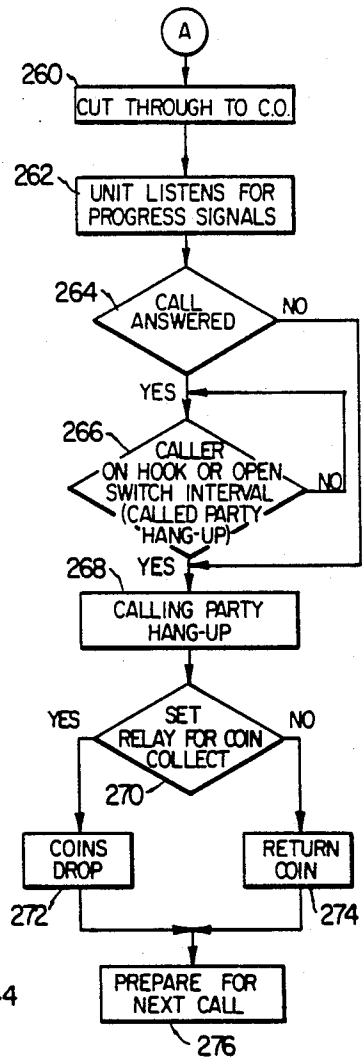 A
260
CUT THROUGH TO C.O.
262
UNIT LISTENS FOR
PROGRESS SIGNALS
264
CALL
ANSWERED
NO
YES
266
CALLER
ON HOOK OR OPEN
SWITCH INTERVAL
(CALLED PARTY
HANG-UP)
NO
YES
268
CALLING PARTY
HANG-UP
YES
SET
RELAY FOR COIN
COLLECT
NO
270
COINS
DROP
RETURN
COIN
272
274
PREPARE FOR
NEXT CALL
276